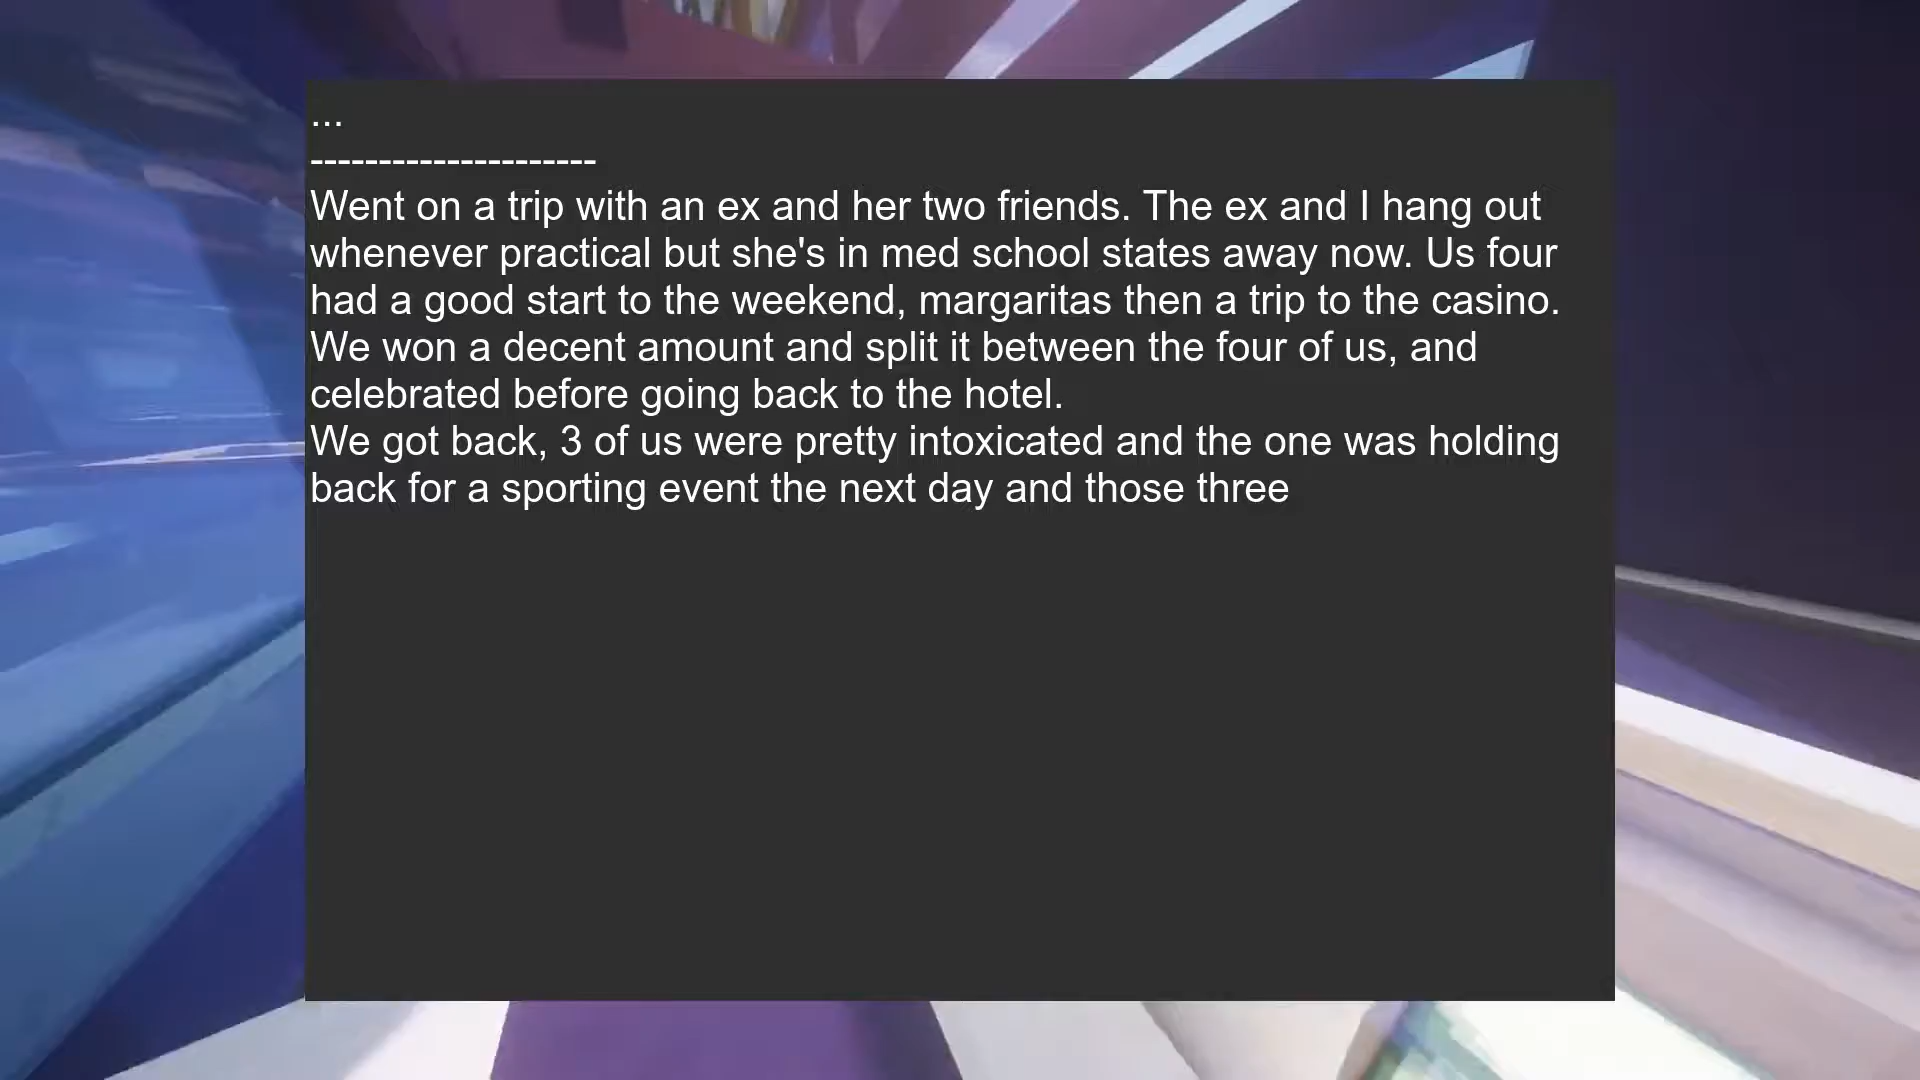 ...
---------------------
Went on a trip with an ex and her two friends. The ex and I hang out
whenever practical but she's in med school states away now. Us four
had a good start to the weekend, margaritas then a trip to the casino.
We won a decent amount and split it between the four of us, and
celebrated before going back to the hotel.
We got back, 3 of us were pretty intoxicated and the one was holding
back for a sporting event the next day and those three